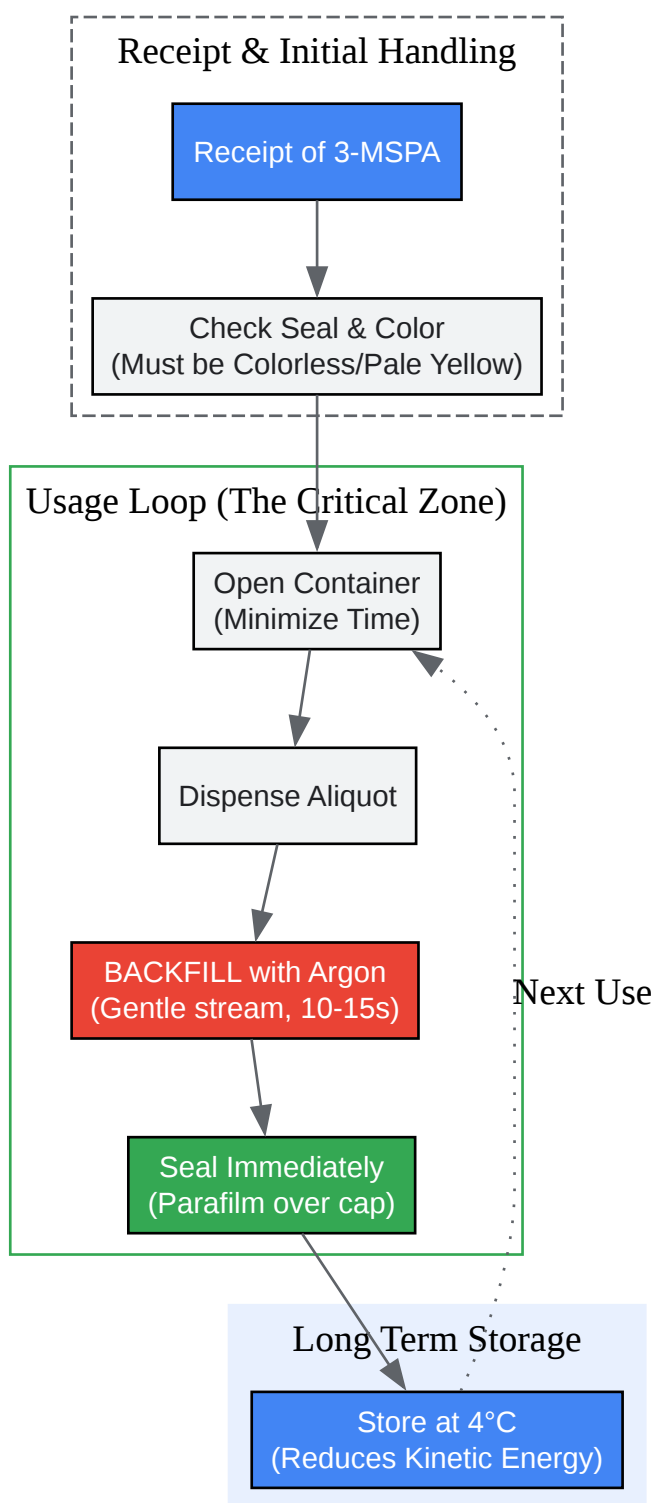 Receipt & Initial Handling
Receipt of 3-MSPA
Check Seal & Color
(Must be Colorless/Pale Yellow)
Usage Loop (The Critical Zone)
Open Container
(Minimize Time)
Dispense Aliquot
BACKFILL with Argon
(Gentle stream, 10-15s)
Next Use
Seal Immediately
(Parafilm over cap)
Long Term Storage
Store at 4°C
(Reduces Kinetic Energy)